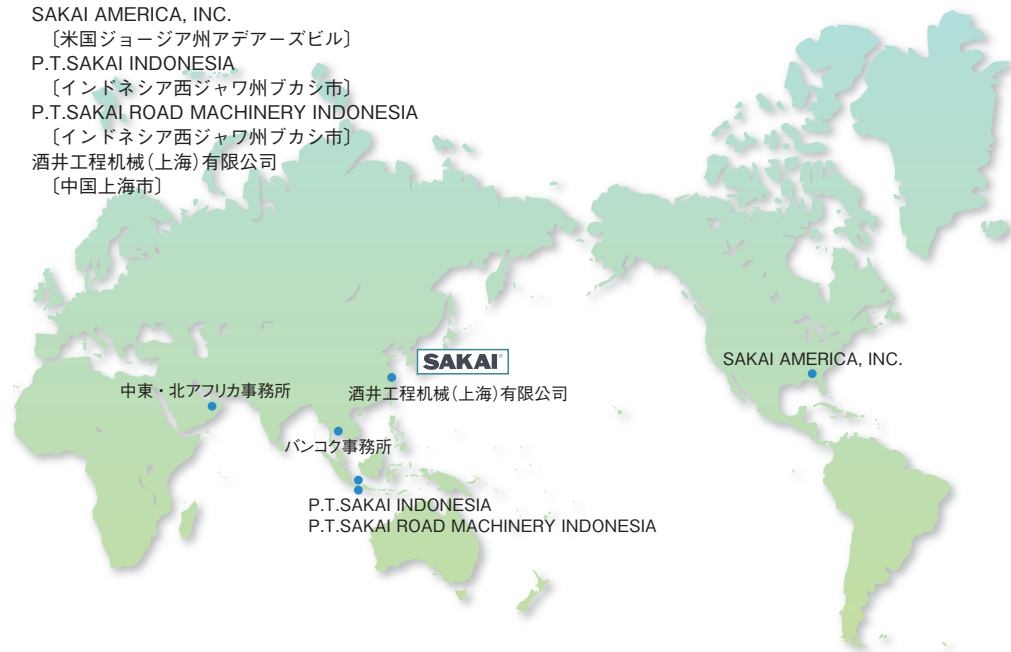 SAKAI AMERICA, INC.
〔米国ジョージア州アデアーズビル〕
P.T.SAKAI INDONESIA
〔インドネシア西ジャワ州ブカシ市〕
P.T.SAKAI ROAD MACHINERY INDONESIA
〔インドネシア西ジャワ州ブカシ市〕
酒井工程机械(上海)有限公司
〔中国上海市〕
SAKAI
SAKAI AMERICA, INC.
中東・北アフリカ事務所
酒井工程机械(上海)有限公司
バンコク事務所
P.T.SAKAI INDONESIA
P.T.SAKAI ROAD MACHINERY INDONESIA